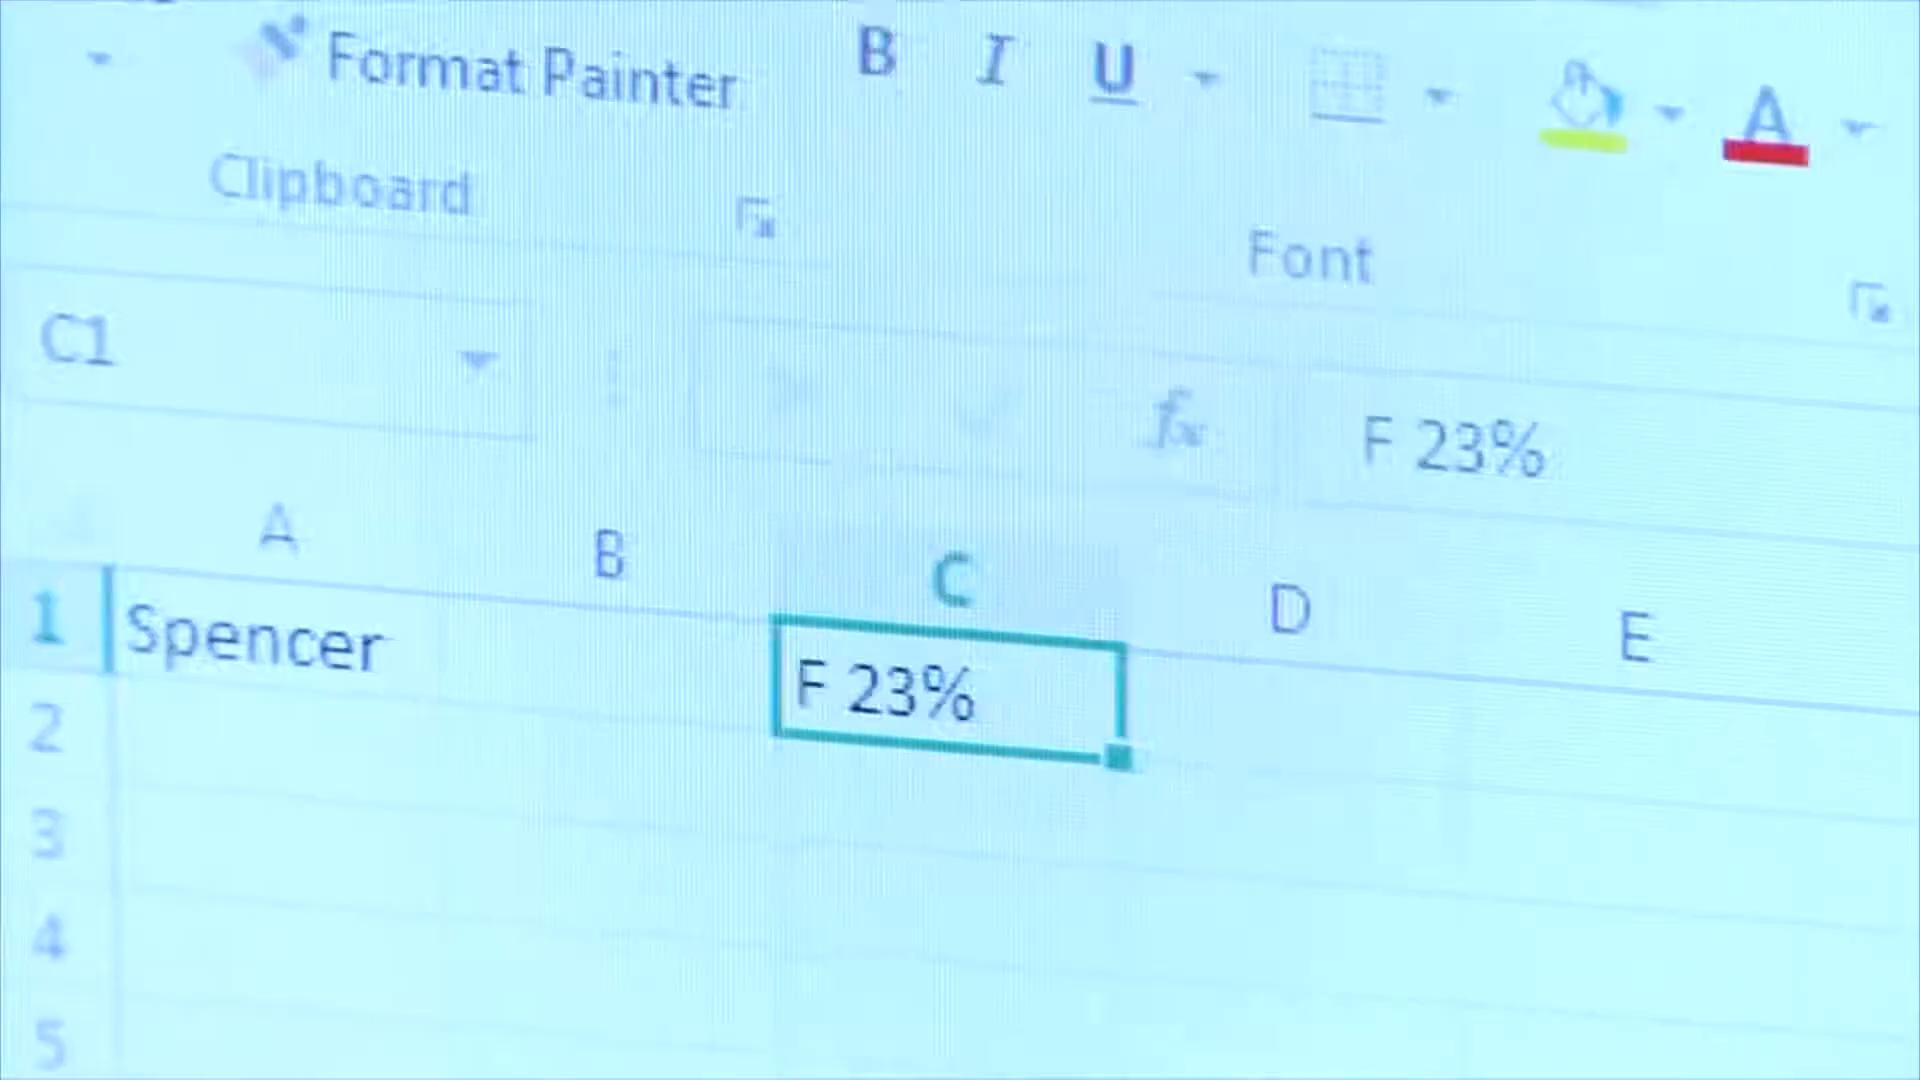 Format Painter
B I U A
Clipboard
Font
C1 fx F 23%
A B C D E
1 Spencer F 23%
2
3
4
5